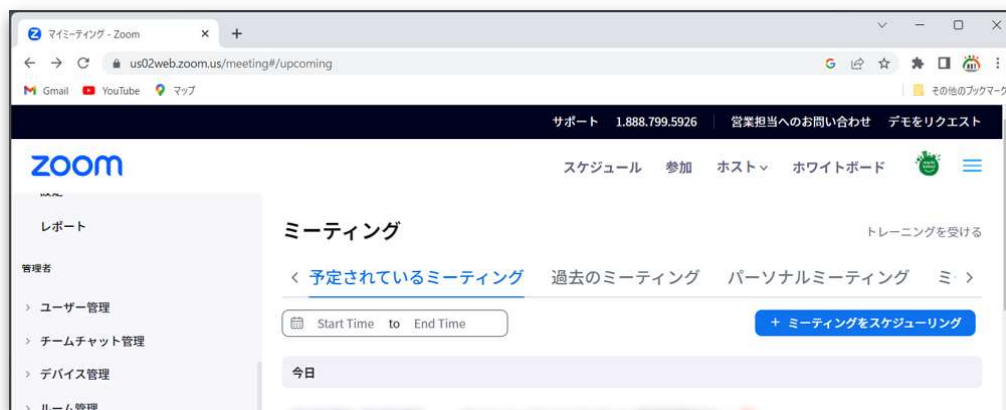 マイミーティング - Zoom
us02web.zoom.us/meeting#/upcoming
Gmail YouTube マップ その他のブックマーク
サポート 1.888.799.5926 営業担当へのお問い合わせ デモをリクエスト
zoom スケジュール 参加 ホスト ホワイトボード
レポート
ミーティング トレーニングを受ける
管理者
予定されているミーティング 過去のミーティング パーソナルミーティング ミ
ユーザー管理
Start Time to End Time + ミーティングをスケジューリング
チームチャット管理
デバイス管理
今日
ルーム管理